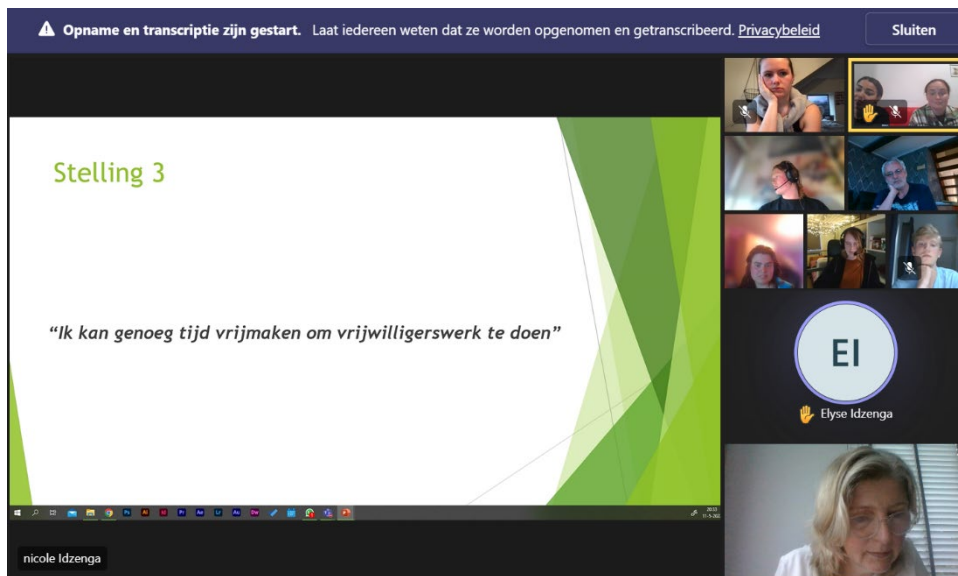 Opname en transcriptie zijn gestart. Laat iedereen weten dat ze worden opgenomen en getranscribeerd. Privacybeleid
Sluiten
Stelling 3
“Ik kan genoeg tijd vrijmaken om vrijwilligerswerk te doen”
EI
Elyse Idzenga
nicole Idzenga